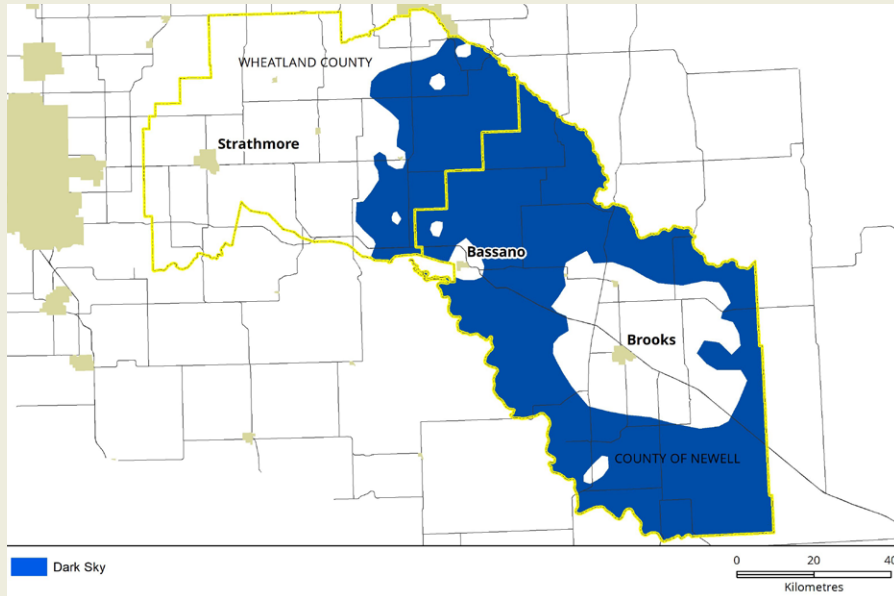 WHEATLAND COUNTY
Strathmore
Bassano
Brooks
COUNTY OF NEWELL
Dark Sky
0 20 40
Kilometres